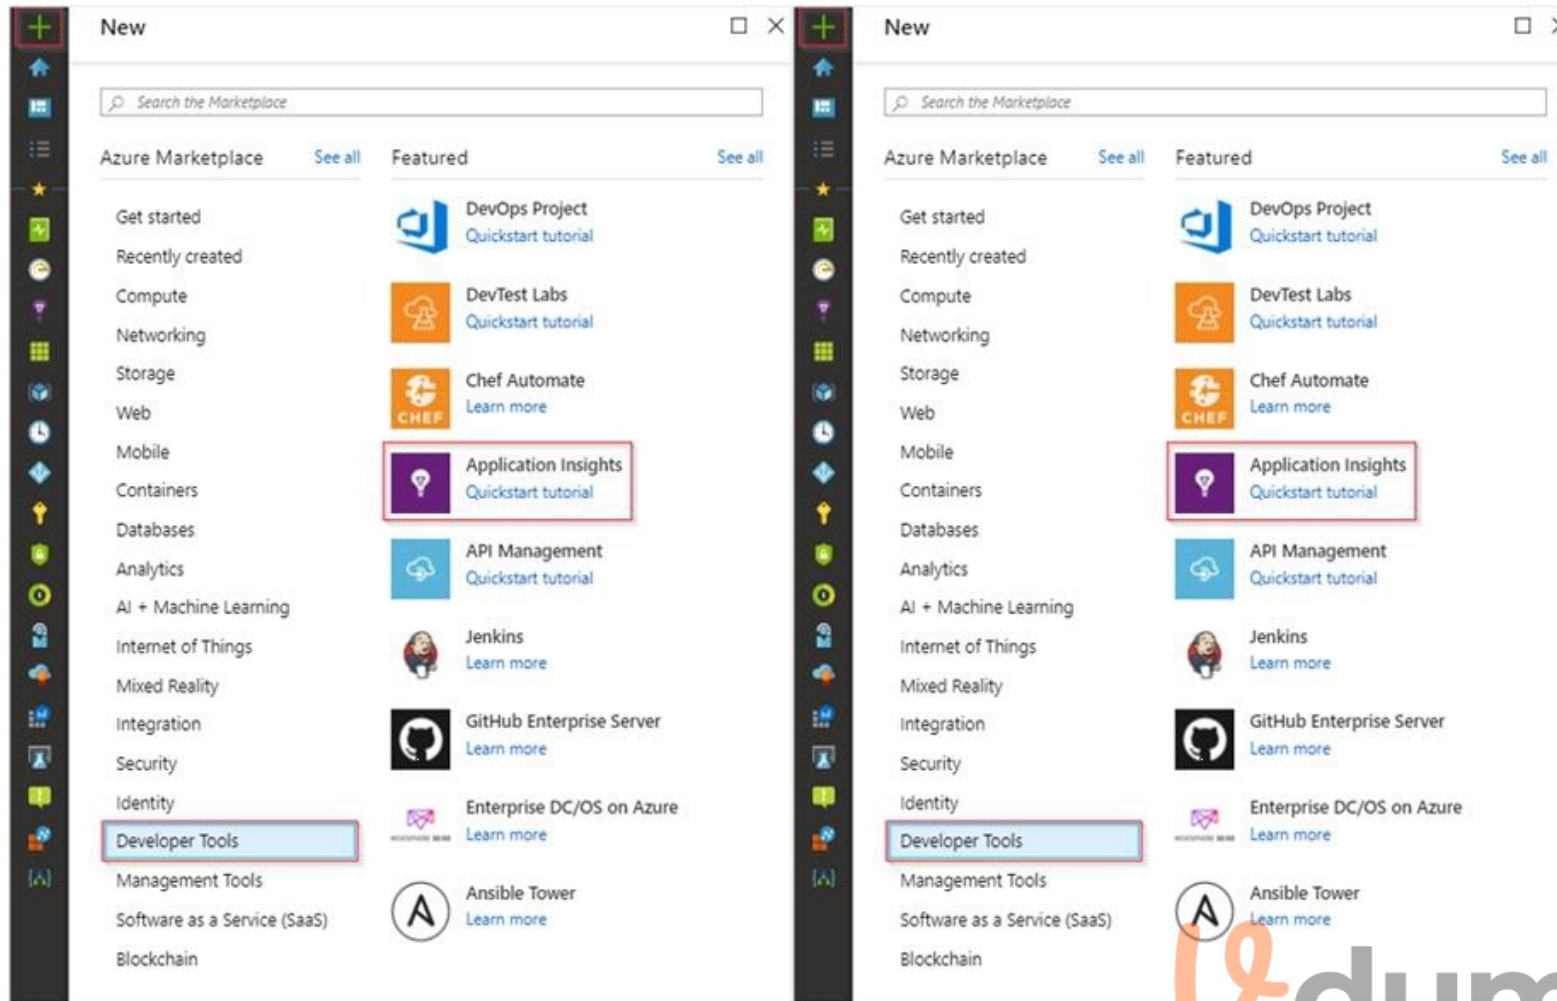 New
Search the Marketplace
Azure Marketplace See all
Featured See all
Get started
Recently created
Compute
Networking
Storage
Web
Mobile
Containers
Databases
Analytics
AI + Machine Learning
Internet of Things
Mixed Reality
Integration
Security
Identity
Developer Tools
Management Tools
Software as a Service (SaaS)
Blockchain
DevOps Project
Quickstart tutorial
DevTest Labs
Quickstart tutorial
CHEF
Chef Automate
Learn more
Application Insights
Quickstart tutorial
API Management
Quickstart tutorial
Jenkins
Learn more
GitHub Enterprise Server
Learn more
Enterprise DC/OS on Azure
Learn more
Ansible Tower
Learn more
New
Search the Marketplace
Azure Marketplace See all
Featured See all
Get started
Recently created
Compute
Networking
Storage
Web
Mobile
Containers
Databases
Analytics
AI + Machine Learning
Internet of Things
Mixed Reality
Integration
Security
Identity
Developer Tools
Management Tools
Software as a Service (SaaS)
Blockchain
DevOps Project
Quickstart tutorial
DevTest Labs
Quickstart tutorial
CHEF
Chef Automate
Learn more
Application Insights
Quickstart tutorial
API Management
Quickstart tutorial
Jenkins
Learn more
GitHub Enterprise Server
Learn more
Enterprise DC/OS on Azure
Learn more
Ansible Tower
Learn more